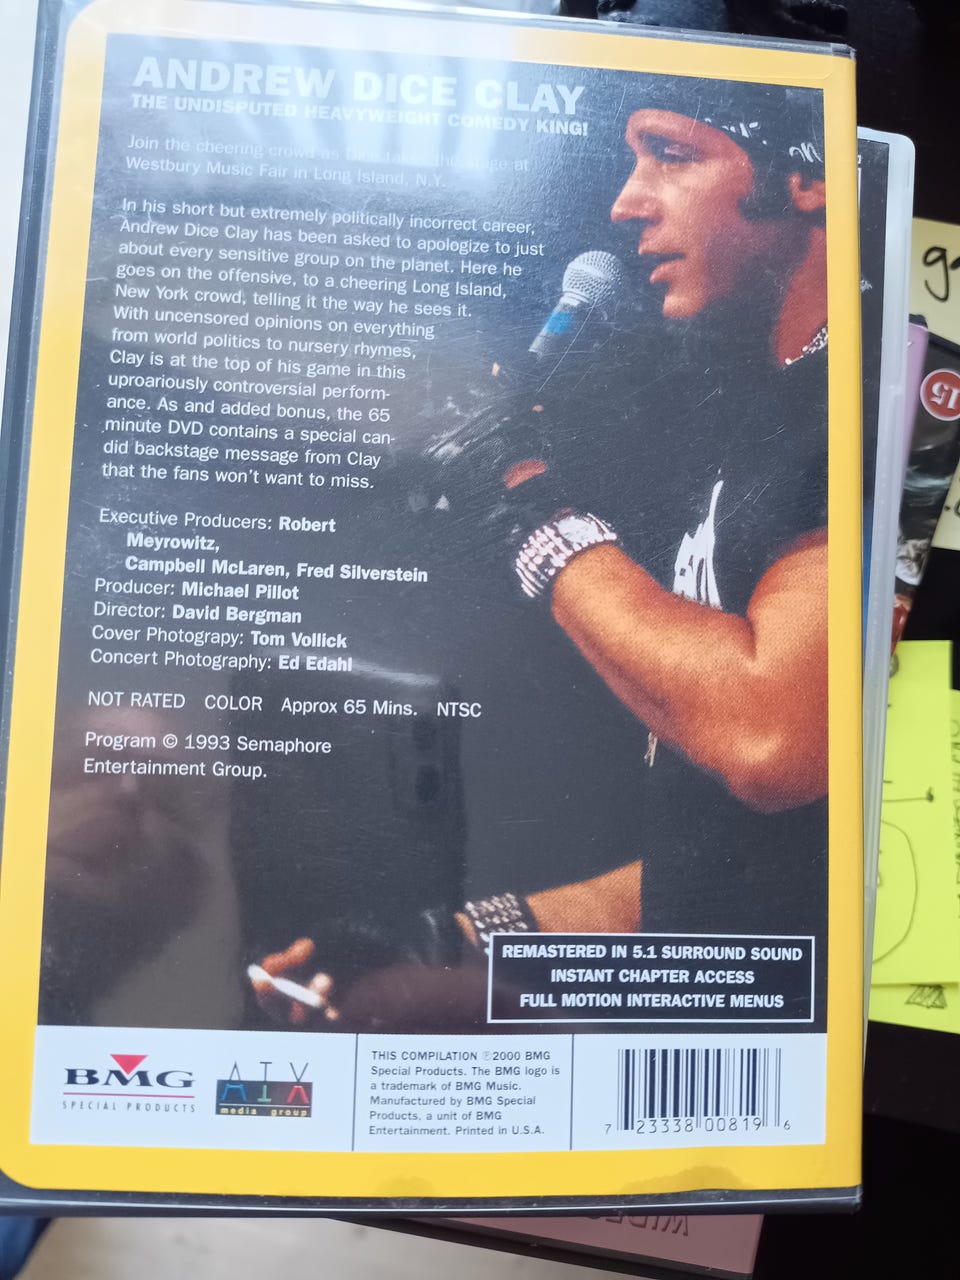 ANDREW DICE CLAY
THE UNDISPUTED HEAVYWEIGHT COMEDY KING!
Join the cheering crowd as Dice takes the stage at
Westbury Music Fair in Long Island, N.Y.
In his short but extremely politically incorrect career,
Andrew Dice Clay has been asked to apologize to just
about every sensitive group on the planet. Here he
goes on the offensive, to a cheering Long Island,
New York crowd, telling it the way he sees it.
With uncensored opinions on everything
from world politics to nursery rhymes,
Clay is at the top of his game in this
uproariously controversial perform-
ance. As and added bonus, the 65
minute DVD contains a special can-
did backstage message from Clay
that the fans won't want to miss.
Executive Producers: Robert
Meyrowitz,
Campbell McLaren, Fred Silverstein
Producer: Michael Pillot
Director: David Bergman
Cover Photograpy: Tom Vollick
Concert Photography: Ed Edahl
NOT RATED COLOR Approx 65 Mins. NTSC
Program © 1993 Semaphore
Entertainment Group.
REMASTERED IN 5.1 SURROUND SOUND
INSTANT CHAPTER ACCESS
FULL MOTION INTERACTIVE MENUS
BMG
SPECIAL PRODUCTS
AIX
media group
THIS COMPILATION ℗2000 BMG
Special Products. The BMG logo is
a trademark of BMG Music.
Manufactured by BMG Special
Products, a unit of BMG
Entertainment. Printed in U.S.A.
7 23338 00819 6
15